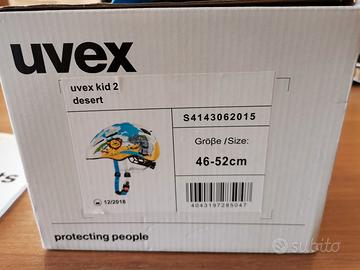 uvex
uvex kid 2
desert
S4143062015
Größe /Size:
46-52cm
12/2018
4043197285047
protecting people
subito